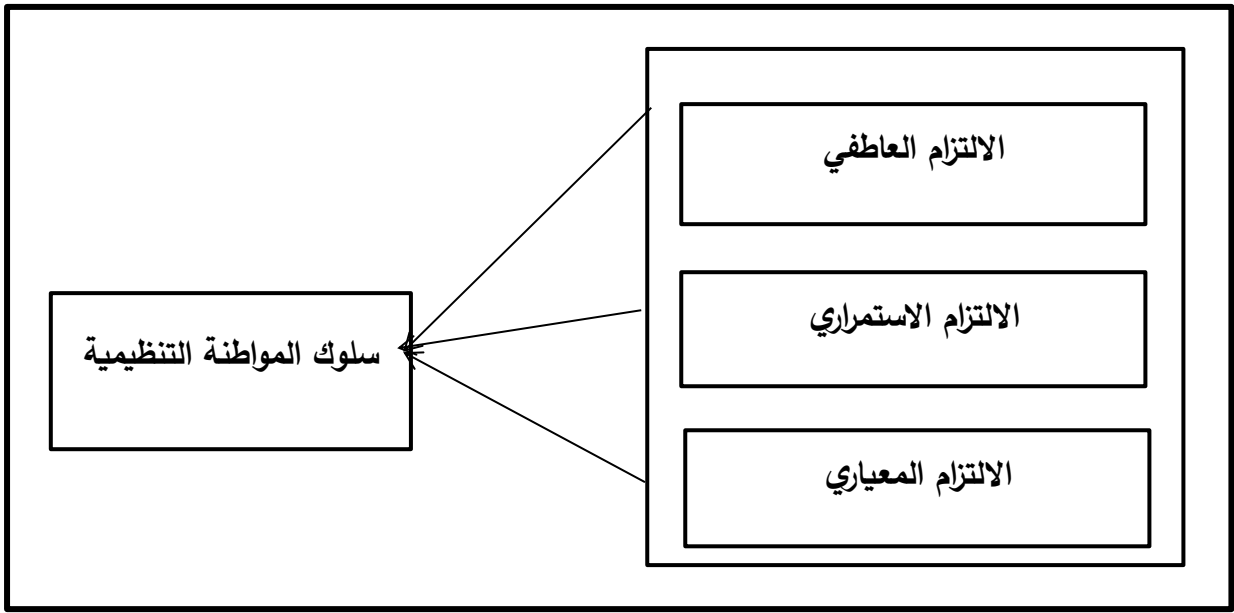 الالتزام العاطفي
الالتزام الاستمراري
سلوك المواطنة التنظيمية
الالتزام المعياري